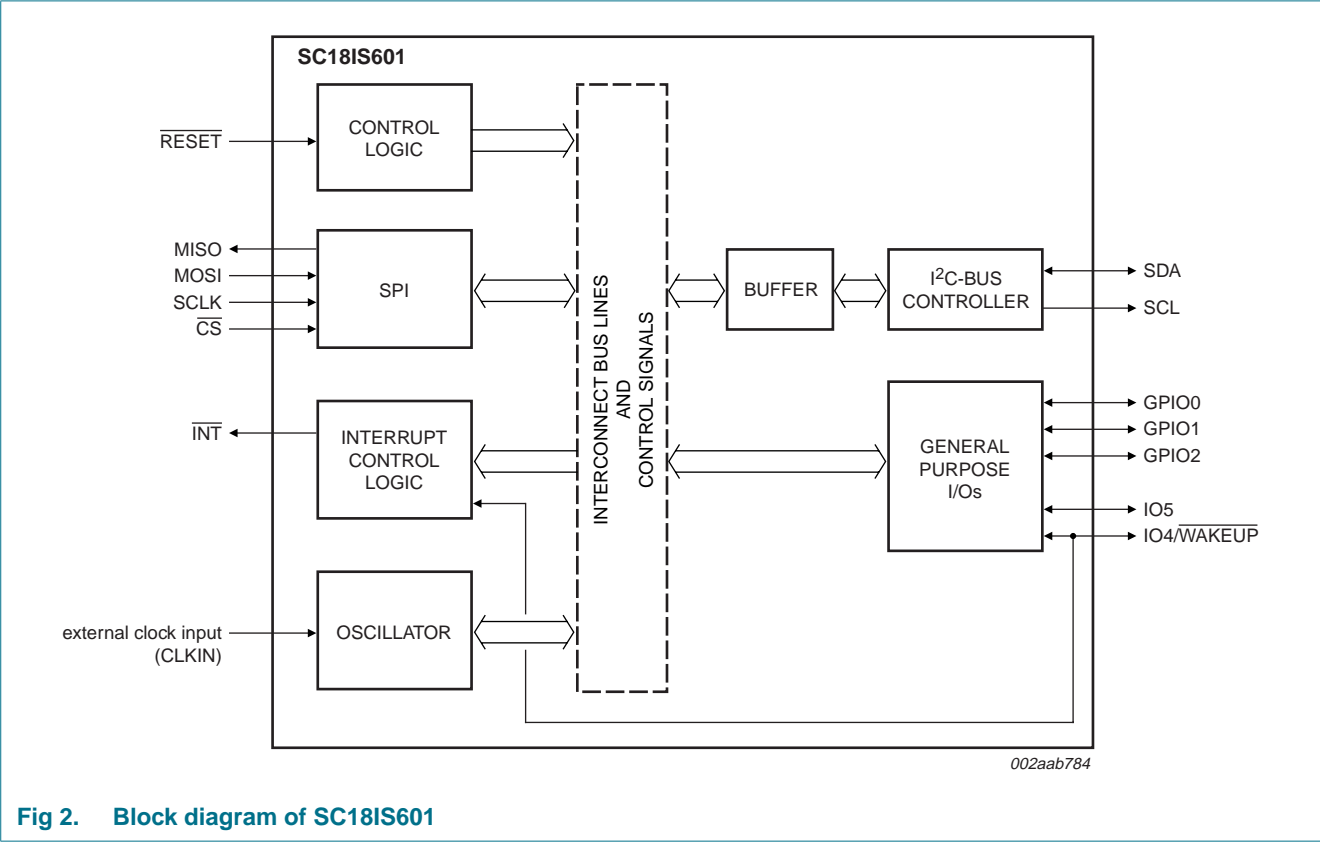 SC18IS601
RESET
CONTROL
LOGIC
MISO
MOSI
SCLK
CS
SPI
INT
INTERRUPT
CONTROL
LOGIC
external clock input
(CLKIN)
OSCILLATOR
INTERCONNECT BUS LINES
AND
CONTROL SIGNALS
BUFFER
I²C-BUS
CONTROLLER
SDA
SCL
GENERAL
PURPOSE
I/Os
GPIO0
GPIO1
GPIO2
IO5
IO4/WAKEUP
002aab784
Fig 2. Block diagram of SC18IS601